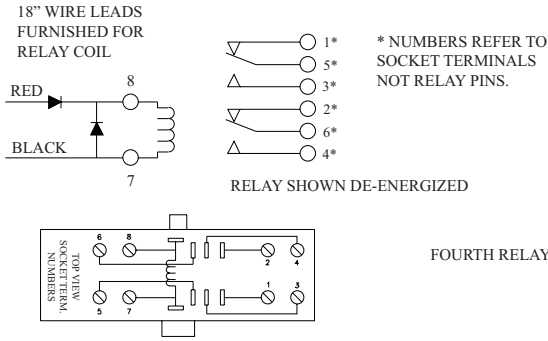 18" WIRE LEADS
FURNISHED FOR
RELAY COIL
RED
8
BLACK
7
1*
5*
3*
2*
6*
4*
* NUMBERS REFER TO
SOCKET TERMINALS
NOT RELAY PINS.
RELAY SHOWN DE-ENERGIZED
TOP VIEW
SOCKET TERM.
NUMBERS
6 8
2 4
5 7
1 3
FOURTH RELAY